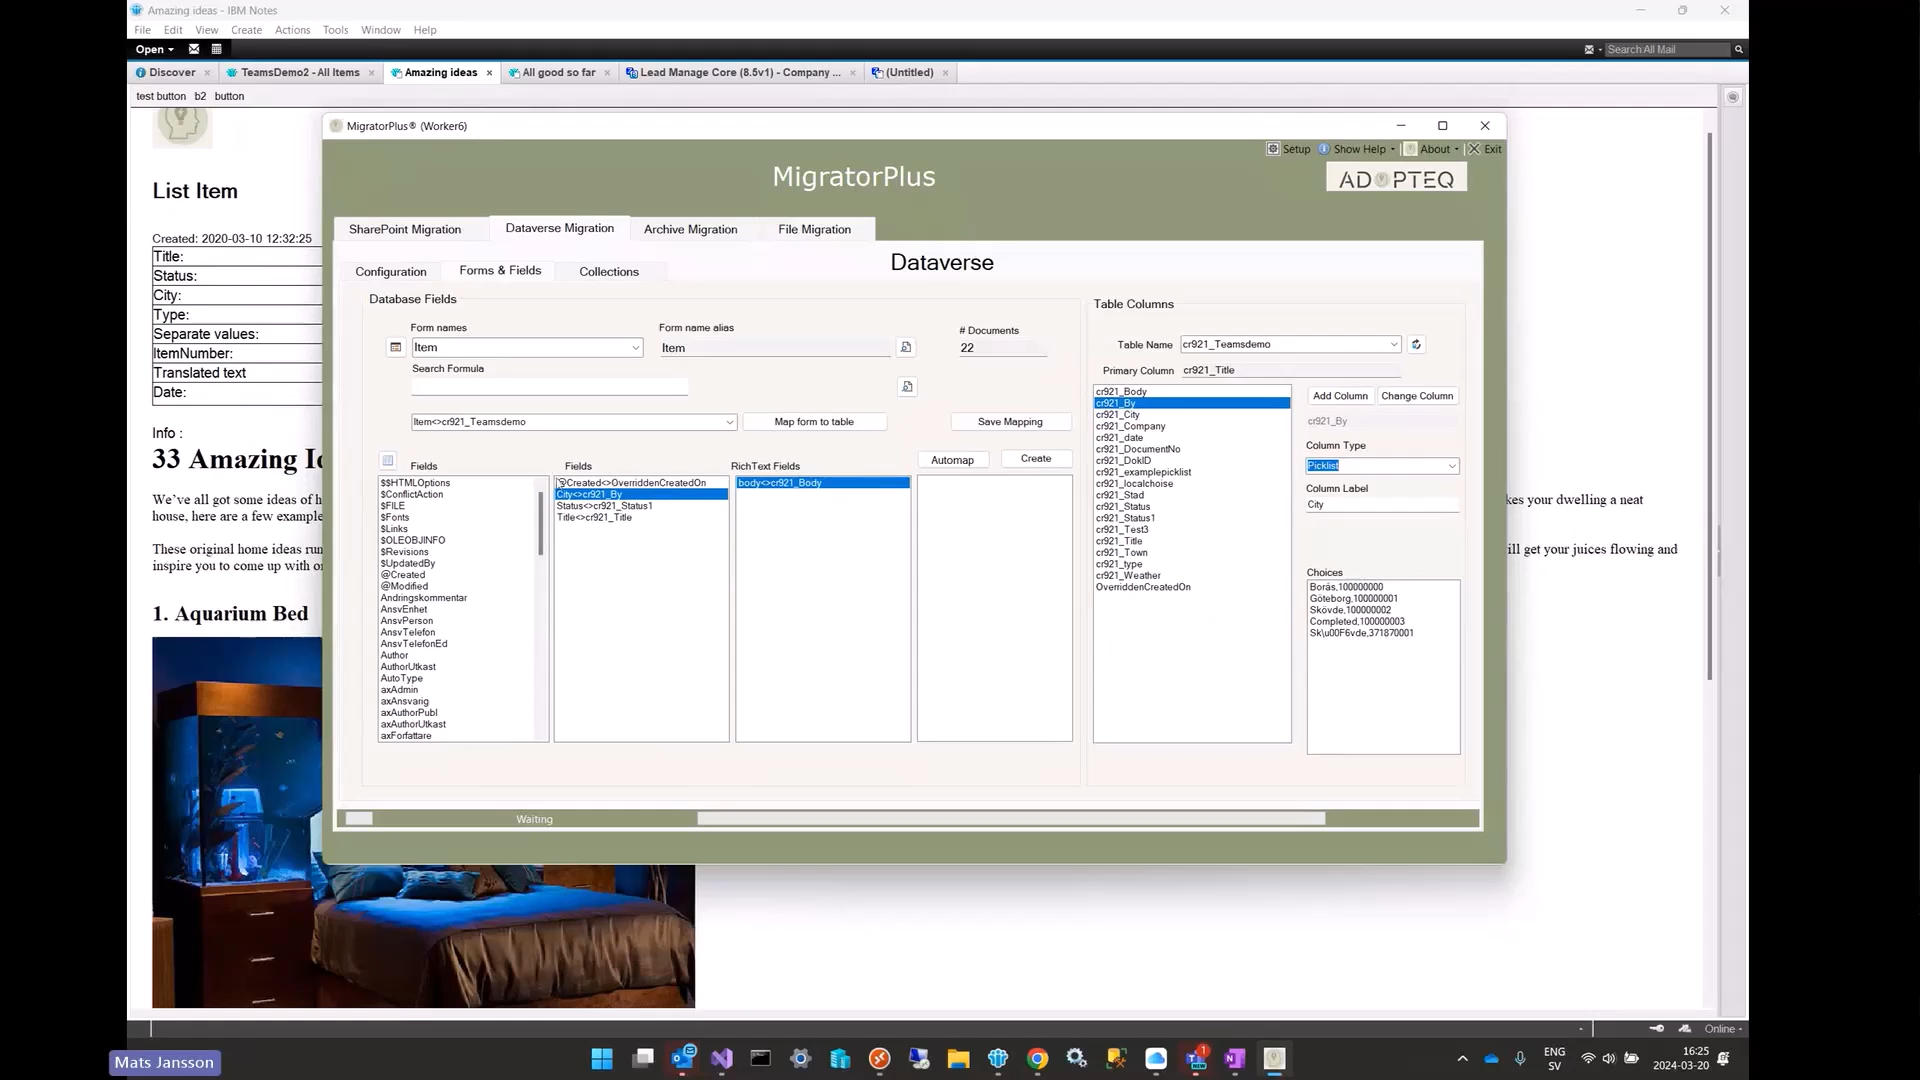 Amazing ideas - IBM Notes
File Edit View Create Actions Tools Window Help
Open Search All Mail
Discover TeamsDemo2 - All Items Amazing ideas All good so far Lead Manage Core (8.5v1) - Company ... (Untitled)
test button b2 button
List Item
Created: 2020-03-10 12:32:25
Title:
Status:
City:
Type:
Separate values:
ItemNumber:
Translated text
Date:
Info :
33 Amazing
We've all got some ideas of
kes your dwelling a neat
house, here are a few example
These original home ideas
ill get your juices flowing and
inspire you to come up with
1. Aquarium Bed
MigratorPlus® (Worker6)
Setup Show Help About Exit
MigratorPlus
ADOPTEQ
SharePoint Migration Dataverse Migration Archive Migration File Migration
Configuration Forms & Fields Collections
Dataverse
Database Fields
Form names Form name alias # Documents
Item Item 22
Search Formula
Item<>cr921_Teamsdemo Map form to table Save Mapping
Fields Fields RichText Fields Automap Create
$$HTMLOptions
$ConflictAction
$FILE
$Fonts
$Links
$OLEOBJINFO
$Revisions
$UpdatedBy
@Created
@Modified
Andringskommentar
AnsvEnhet
AnsvPerson
AnsvTelefon
AnsvTelefonEd
Author
AuthorUtkast
AutoType
axAdmin
axAnsvarig
axAuthorPubl
axAuthorUtkast
axForfattare
@Created<>OverriddenCreatedOn
City<>cr921_By
Status<>cr921_Status1
Title<>cr921_Title
body<>cr921_Body
Table Columns
Table Name cr921_Teamsdemo
Primary Column cr921_Title
cr921_Body
cr921_By
cr921_City
cr921_Company
cr921_date
cr921_DocumentNo
cr921_DokID
cr921_examplepicklist
cr921_localchoise
cr921_Stad
cr921_Status
cr921_Status1
cr921_Test3
cr921_Title
cr921_Town
cr921_type
cr921_Weather
OverriddenCreatedOn
Add Column Change Column
cr921_By
Column Type
Picklist
Column Label
City
Choices
Borås,100000000
Göteborg,100000001
Skövde,100000002
Completed,100000003
Sk\u00F6vde,371870001
Waiting
Online
Mats Jansson
1
NEW
ENG
SV
16:25
2024-03-20